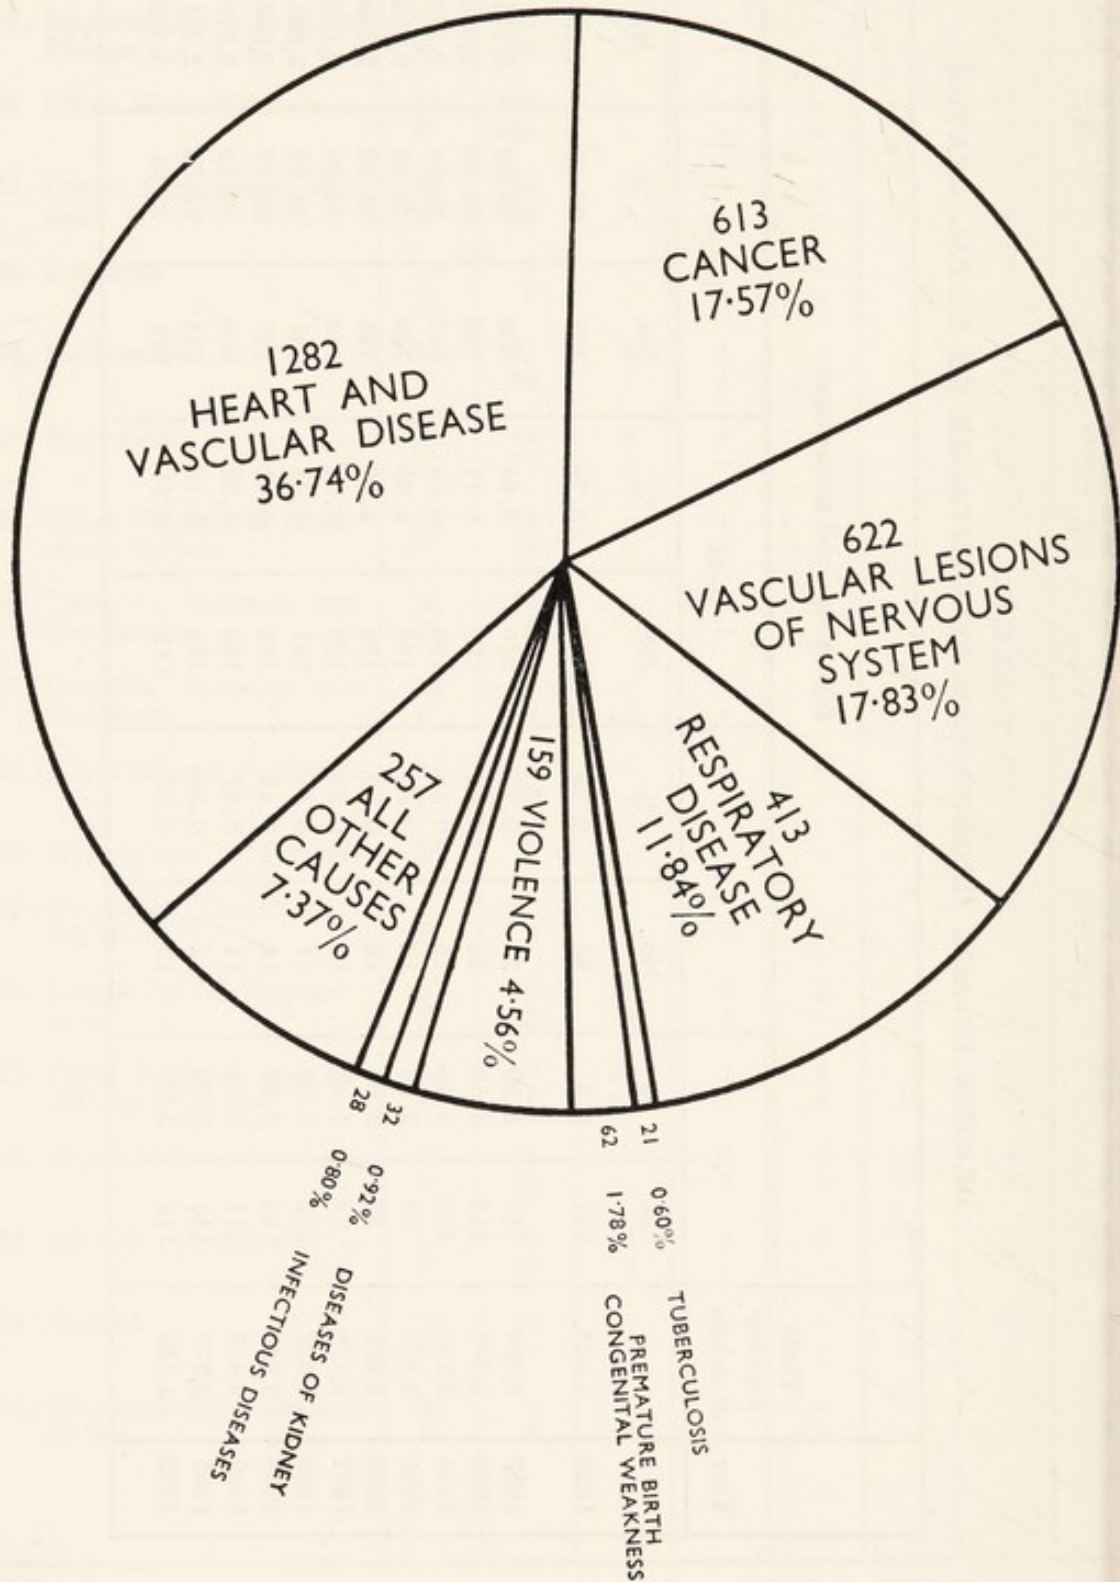 613
CANCER
17·57%
622
VASCULAR LESIONS
OF NERVOUS
SYSTEM
17·83%
413
RESPIRATORY
DISEASE
11·84%
21 0·60% TUBERCULOSIS
62 1·78% PREMATURE BIRTH
CONGENITAL WEAKNESS
159 VIOLENCE 4·56%
32 0·92% DISEASES OF KIDNEY
28 0·80% INFECTIOUS DISEASES
257
ALL
OTHER
CAUSES
7·37%
1282
HEART AND
VASCULAR DISEASE
36·74%